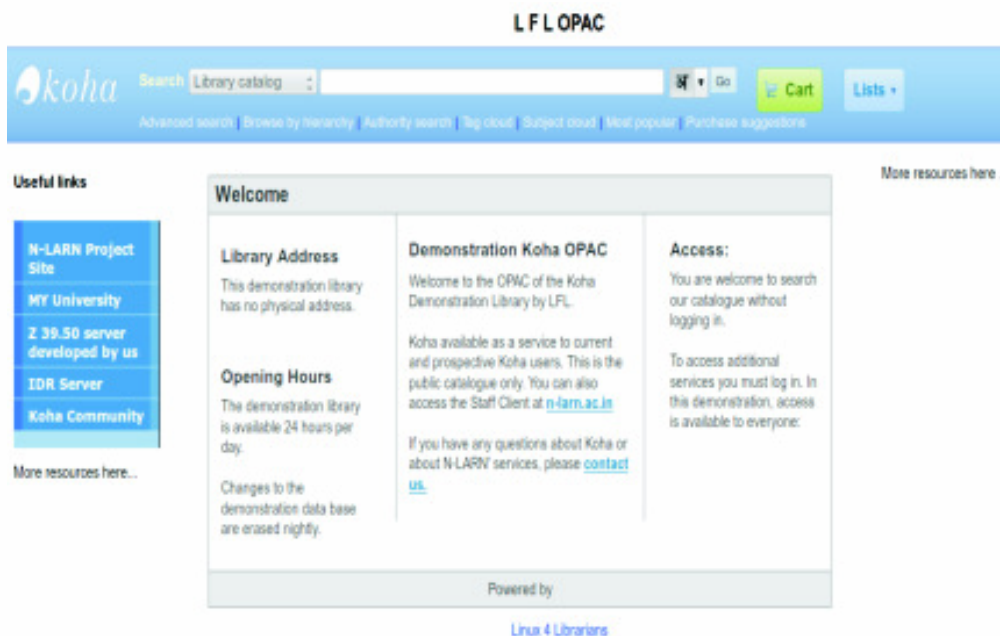 L F L OPAC
koha
Search Library catalog Go Cart Lists
Advanced search | Browse by hierarchy | Authority search | Tag cloud | Subject cloud | Most popular | Purchase suggestions
Useful links
N-LARN Project
Site
MY University
Z 39.50 server
developed by us
IDR Server
Koha Community
More resources here...
Welcome
Library Address
This demonstration library
has no physical address.
Opening Hours
The demonstration library
is available 24 hours per
day.
Changes to the
demonstration data base
are erased nightly.
Demonstration Koha OPAC
Welcome to the OPAC of the Koha
Demonstration Library by LFL.
Koha available as a service to current
and prospective Koha users. This is the
public catalogue only. You can also
access the Staff Client at n-larn.ac.in
If you have any questions about Koha or
about N-LARN' services, please contact
us.
Access:
You are welcome to search
our catalogue without
logging in.
To access additional
services you must log in. In
this demonstration, access
is available to everyone:
Powered by
Linux 4 Librarians
More resources here